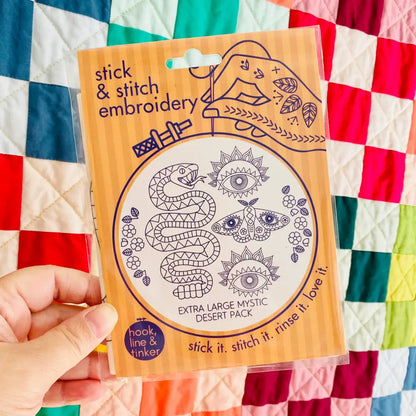 stick
& stitch
embroidery
EXTRA LARGE MYSTIC
DESERT PACK
hook,
line &
tinker
stick it. stitch it. rinse it. love it.